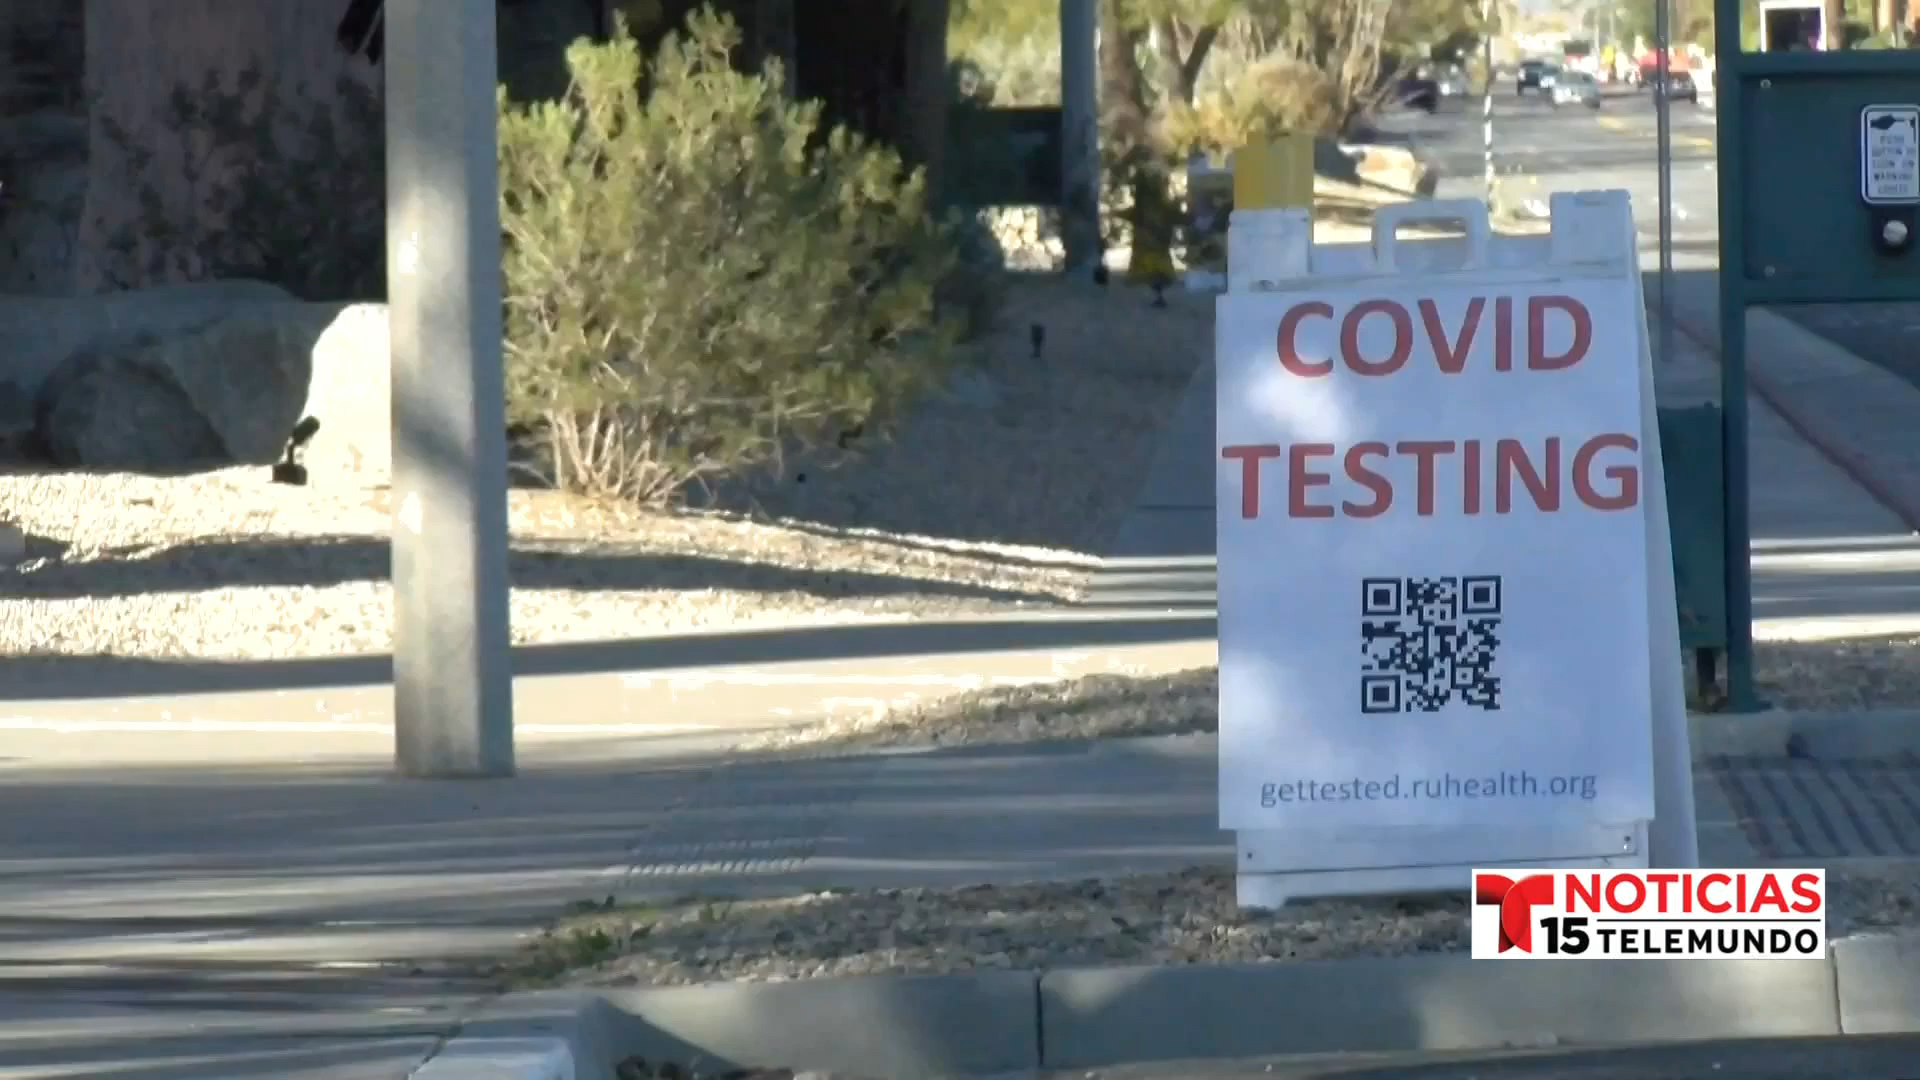 COVID
TESTING
gettested.ruhealth.org
NOTICIAS
15 TELEMUNDO